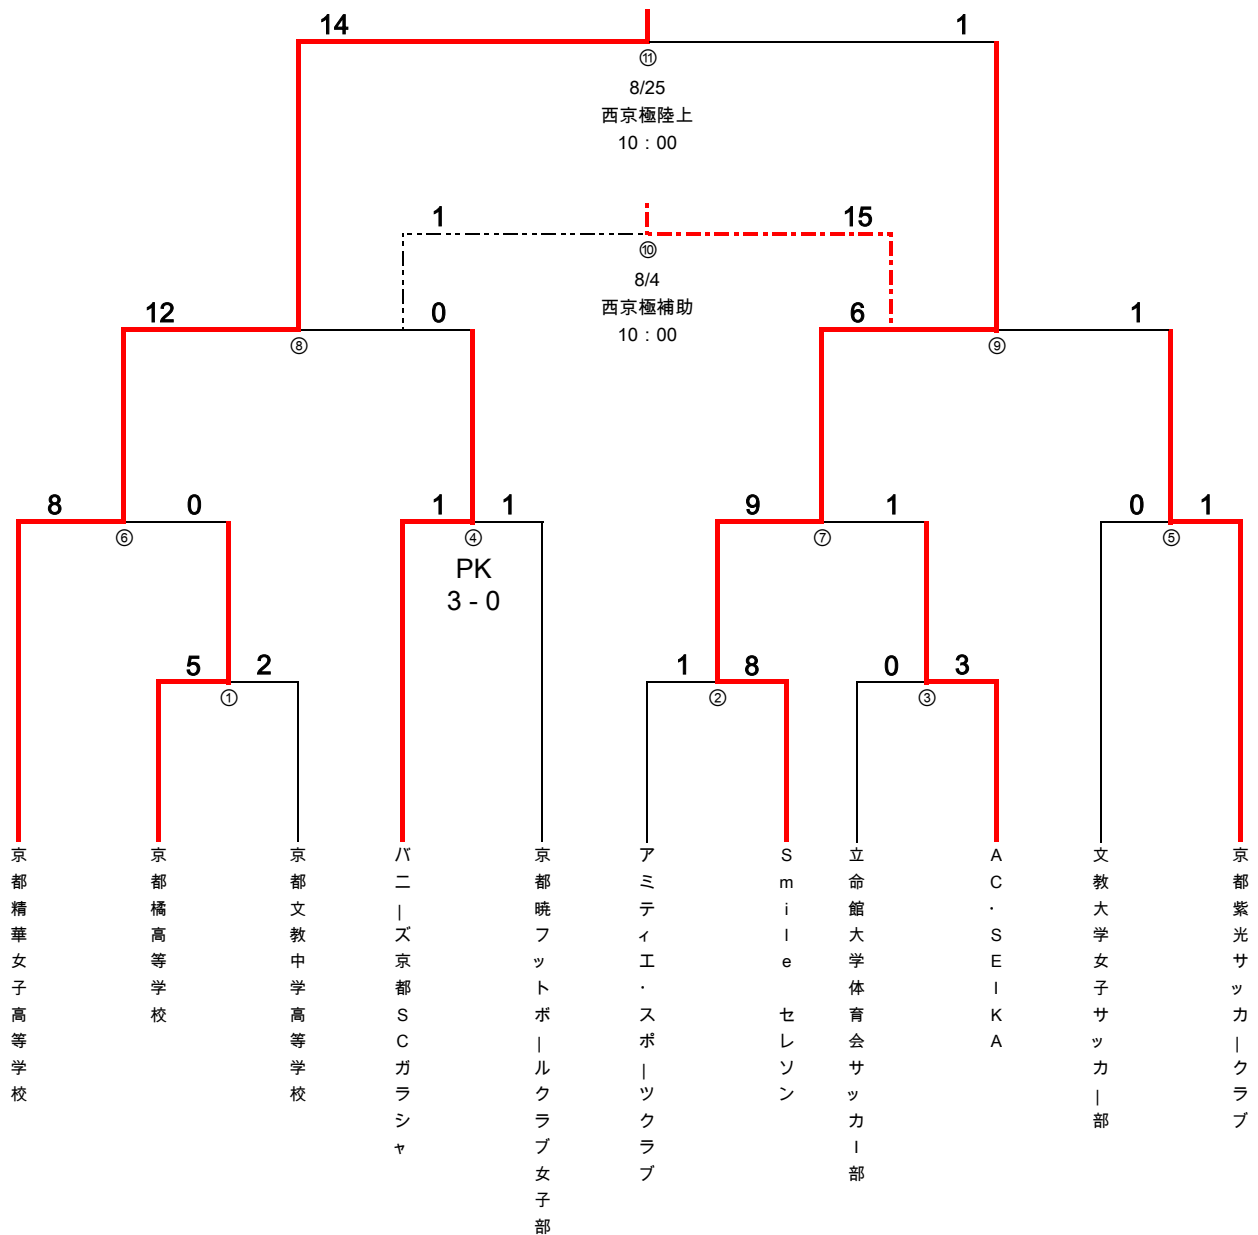 14 1
⑪
8/25
西京極陸上
10：00
1 15
⑩
8/4
西京極補助
10：00
12 0 6 1
⑧ ⑨
8 0 1 1 9 1 0 1
⑥ ④ ⑦ ⑤
PK
3 - 0
5 2 1 8 0 3
① ② ③
京都精華女子高等学校
京都橘高等学校
京都文教中学高等学校
バニーズ京都SCガラシャ
京都暁フットボールクラブ女子部
アミティエ・スポーツクラブ
Smile セレソン
立命館大学体育会サッカー部
AC・SEIKA
文教大学女子サッカー部
京都紫光サッカークラブ